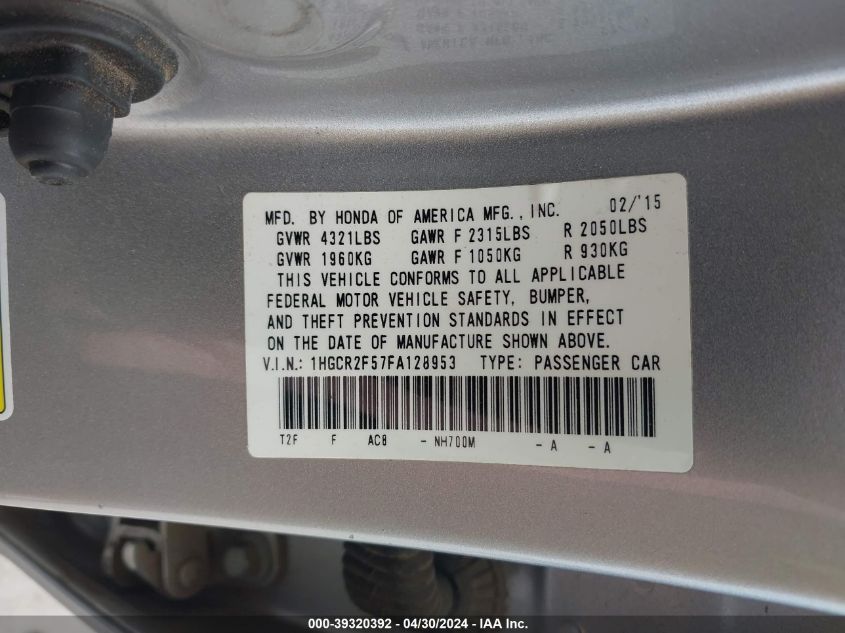 MFD. BY HONDA OF AMERICA MFG., INC. 02/'15
GVWR 4321LBS GAWR F 2315LBS R 2050LBS
GVWR 1960KG GAWR F 1050KG R 930KG
THIS VEHICLE CONFORMS TO ALL APPLICABLE
FEDERAL MOTOR VEHICLE SAFETY, BUMPER,
AND THEFT PREVENTION STANDARDS IN EFFECT
ON THE DATE OF MANUFACTURE SHOWN ABOVE.
V.I.N.: 1HGCR2F57FA128953 TYPE: PASSENGER CAR
T2F F AC8 - NH700M - A - A
000-39320392 - 04/30/2024 - IAA Inc.